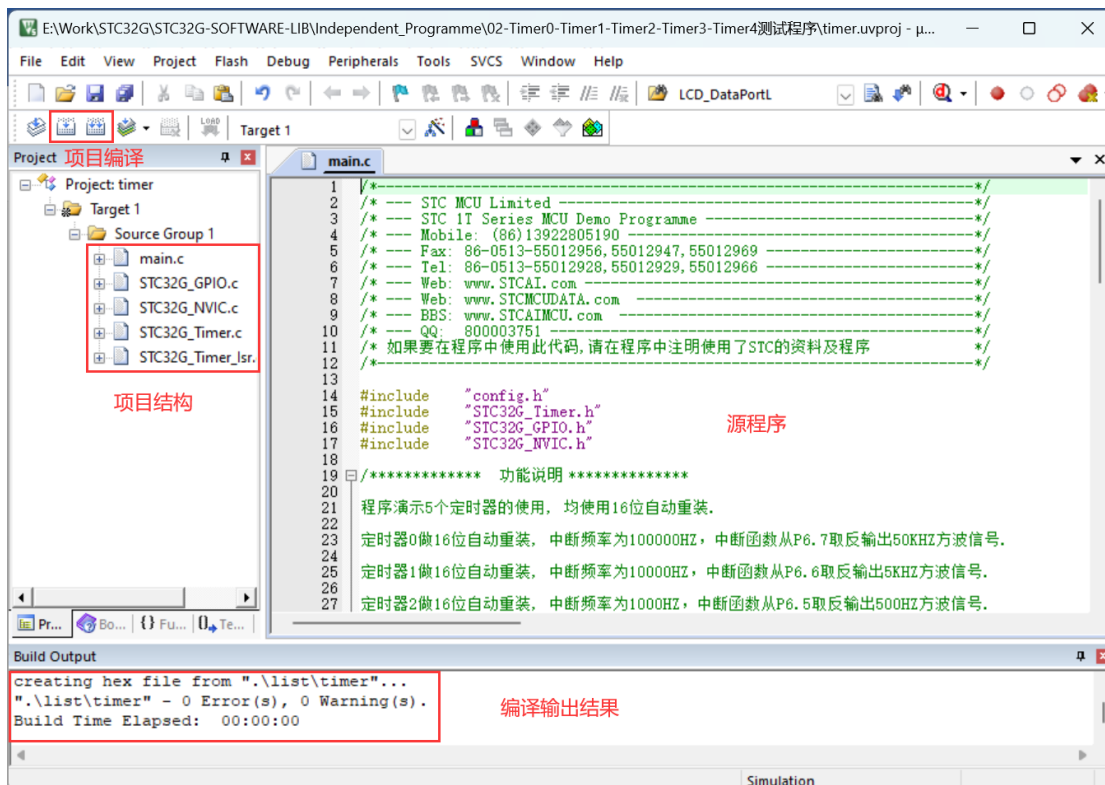 E:\Work\STC32G\STC32G-SOFTWARE-LIB\Independent_Programme\02-Timer0-Timer1-Timer2-Timer3-Timer4测试程序\timer.uvproj - µ...
File Edit View Project Flash Debug Peripherals Tools SVCS Window Help
LCD_DataPortL
LOAD
Target 1
Project 项目编译
main.c
Project: timer
Target 1
Source Group 1
main.c
STC32G_GPIO.c
STC32G_NVIC.c
STC32G_Timer.c
STC32G_Timer_Isr.
项目结构
1 /*---------------------------------------------------------------------*/
2 /* --- STC MCU Limited ------------------------------------------------*/
3 /* --- STC 1T Series MCU Demo Programme -------------------------------*/
4 /* --- Mobile: (86)13922805190 ----------------------------------------*/
5 /* --- Fax: 86-0513-55012956,55012947,55012969 ------------------------*/
6 /* --- Tel: 86-0513-55012928,55012929,55012966 ------------------------*/
7 /* --- Web: www.STCAI.com ---------------------------------------------*/
8 /* --- Web: www.STCMCUDATA.com ---------------------------------------*/
9 /* --- BBS: www.STCAIMCU.com -----------------------------------------*/
10 /* --- QQ: 800003751 -------------------------------------------------*/
11 /* 如果要在程序中使用此代码,请在程序中注明使用了STC的资料及程序 */
12 /*---------------------------------------------------------------------*/
13
14 #include "config.h"
15 #include "STC32G_Timer.h"
16 #include "STC32G_GPIO.h"
17 #include "STC32G_NVIC.h"
源程序
18
19 /************* 功能说明 **************
20
21 程序演示5个定时器的使用, 均使用16位自动重装.
22
23 定时器0做16位自动重装, 中断频率为100000HZ，中断函数从P6.7取反输出50KHZ方波信号.
24
25 定时器1做16位自动重装, 中断频率为10000HZ，中断函数从P6.6取反输出5KHZ方波信号.
26
27 定时器2做16位自动重装, 中断频率为1000HZ，中断函数从P6.5取反输出500HZ方波信号.
Pr... Bo... {} Fu... Te...
Build Output
creating hex file from ".\list\timer"...
".\list\timer" - 0 Error(s), 0 Warning(s).
Build Time Elapsed: 00:00:00
编译输出结果
Simulation